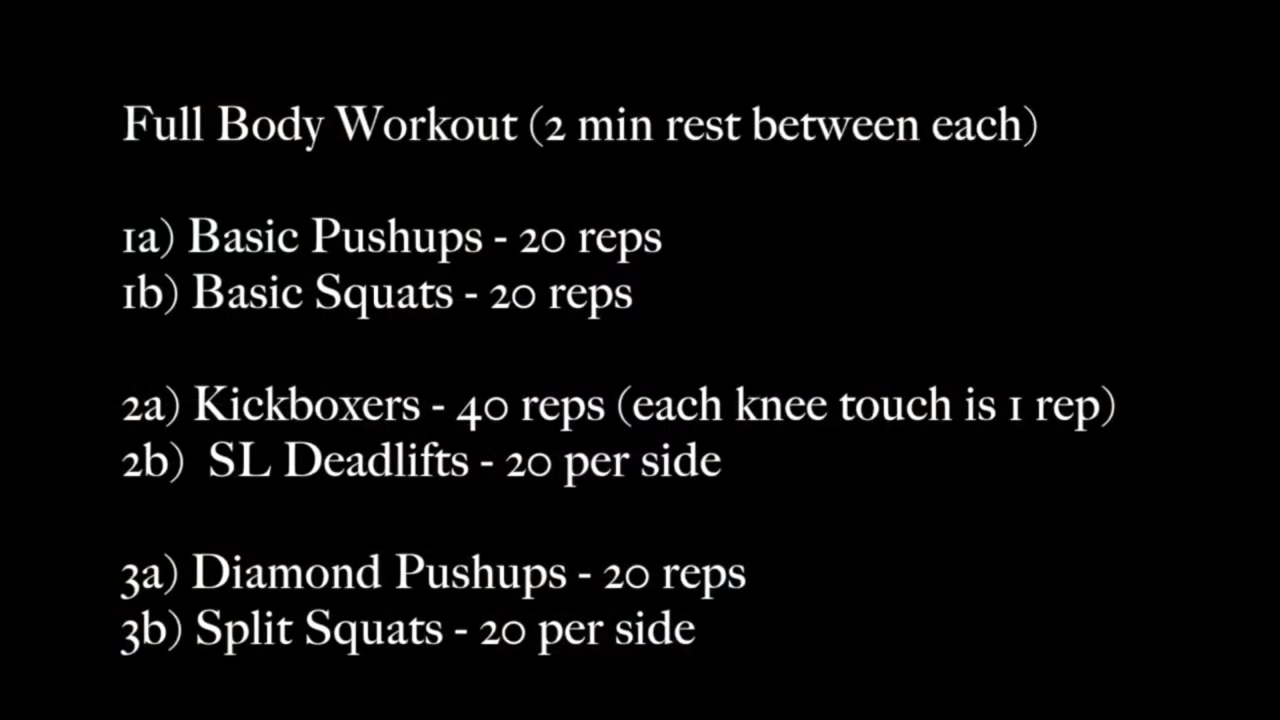 Full Body Workout (2 min rest between each)
1a) Basic Pushups - 20 reps
1b) Basic Squats - 20 reps
2a) Kickboxers - 40 reps (each knee touch is 1 rep)
2b) SL Deadlifts - 20 per side
3a) Diamond Pushups - 20 reps
3b) Split Squats - 20 per side